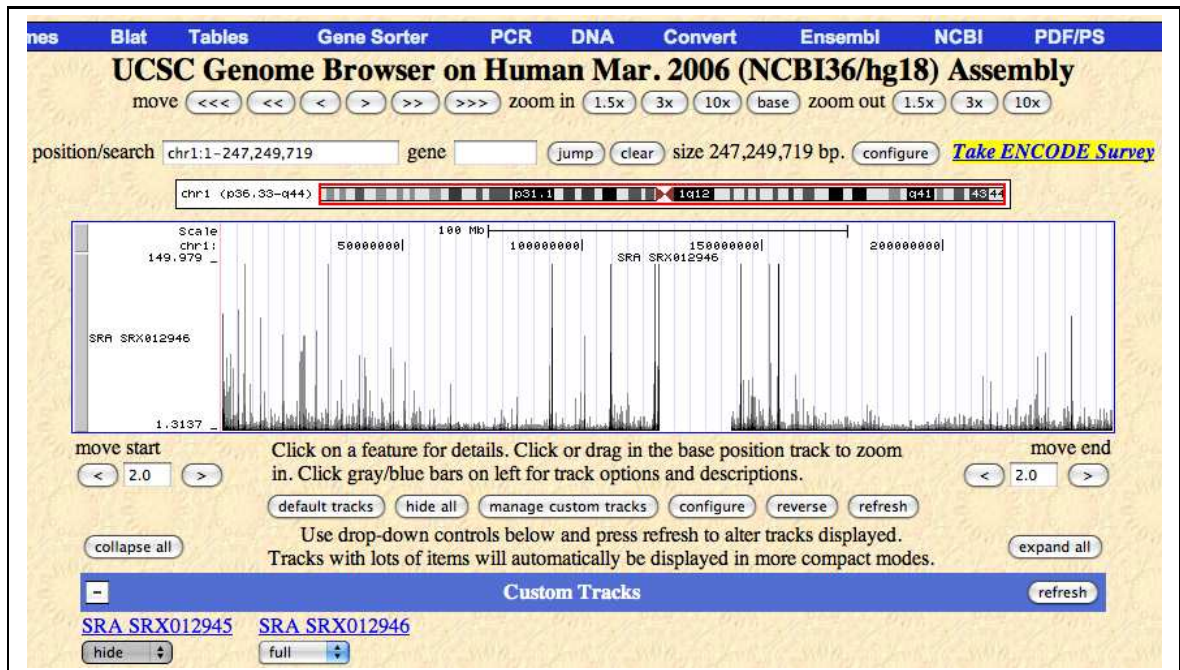 nes Blat Tables Gene Sorter PCR DNA Convert Ensembl NCBI PDF/PS
UCSC Genome Browser on Human Mar. 2006 (NCBI36/hg18) Assembly
move <<< << < > >> >>> zoom in 1.5x 3x 10x base zoom out 1.5x 3x 10x
position/search chr1:1-247,249,719 gene jump clear size 247,249,719 bp. configure Take ENCODE Survey
chr1 (p36.33-q44) p31.1 1q12 q41 43 44
Scale 100 Mb
chr1: 50000000 100000000 150000000 200000000
149.979 _ SRA SRX012946
SRA SRX012946
1.3137 _
move start Click on a feature for details. Click or drag in the base position track to zoom move end
< 2.0 > in. Click gray/blue bars on left for track options and descriptions. < 2.0 >
default tracks hide all manage custom tracks configure reverse refresh
collapse all Use drop-down controls below and press refresh to alter tracks displayed. expand all
Tracks with lots of items will automatically be displayed in more compact modes.
- Custom Tracks refresh
SRA SRX012945 SRA SRX012946
hide full